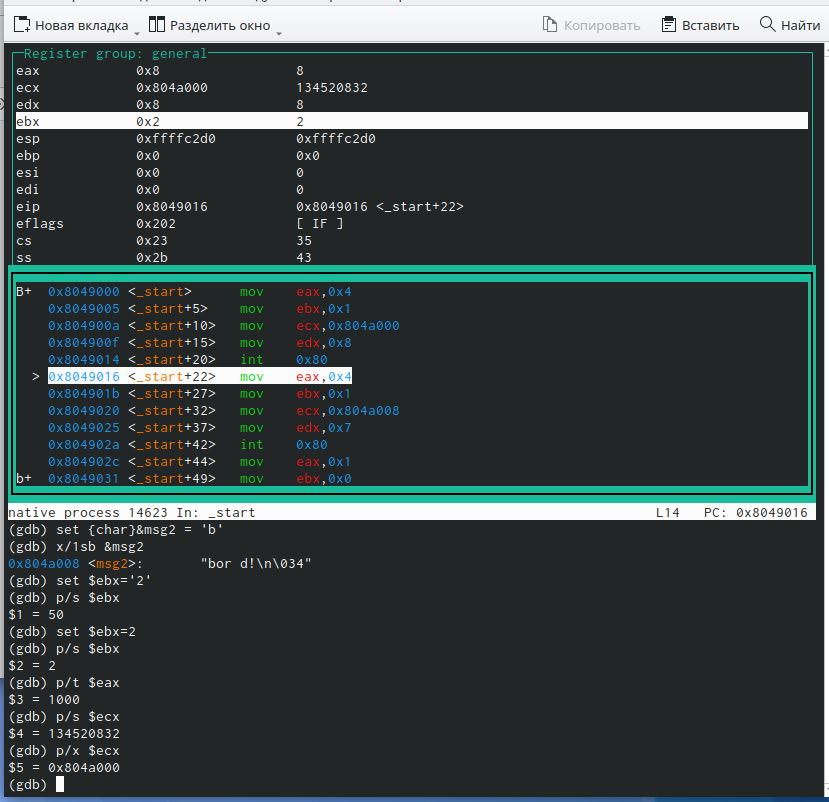 Новая вкладка Разделить окно Копировать Вставить Найти
Register group: general
eax 0x8 8
ecx 0x804a000 134520832
edx 0x8 8
ebx 0x2 2
esp 0xffffc2d0 0xffffc2d0
ebp 0x0 0x0
esi 0x0 0
edi 0x0 0
eip 0x8049016 0x8049016 <_start+22>
eflags 0x202 [ IF ]
cs 0x23 35
ss 0x2b 43
B+ 0x8049000 <_start> mov eax,0x4
0x8049005 <_start+5> mov ebx,0x1
0x804900a <_start+10> mov ecx,0x804a000
0x804900f <_start+15> mov edx,0x8
0x8049014 <_start+20> int 0x80
> 0x8049016 <_start+22> mov eax,0x4
0x804901b <_start+27> mov ebx,0x1
0x8049020 <_start+32> mov ecx,0x804a008
0x8049025 <_start+37> mov edx,0x7
0x804902a <_start+42> int 0x80
0x804902c <_start+44> mov eax,0x1
b+ 0x8049031 <_start+49> mov ebx,0x0
native process 14623 In: _start L14 PC: 0x8049016
(gdb) set {char}&msg2 = 'b'
(gdb) x/1sb &msg2
0x804a008 <msg2>: "bor d!\n\034"
(gdb) set $ebx='2'
(gdb) p/s $ebx
$1 = 50
(gdb) set $ebx=2
(gdb) p/s $ebx
$2 = 2
(gdb) p/t $eax
$3 = 1000
(gdb) p/s $ecx
$4 = 134520832
(gdb) p/x $ecx
$5 = 0x804a000
(gdb)